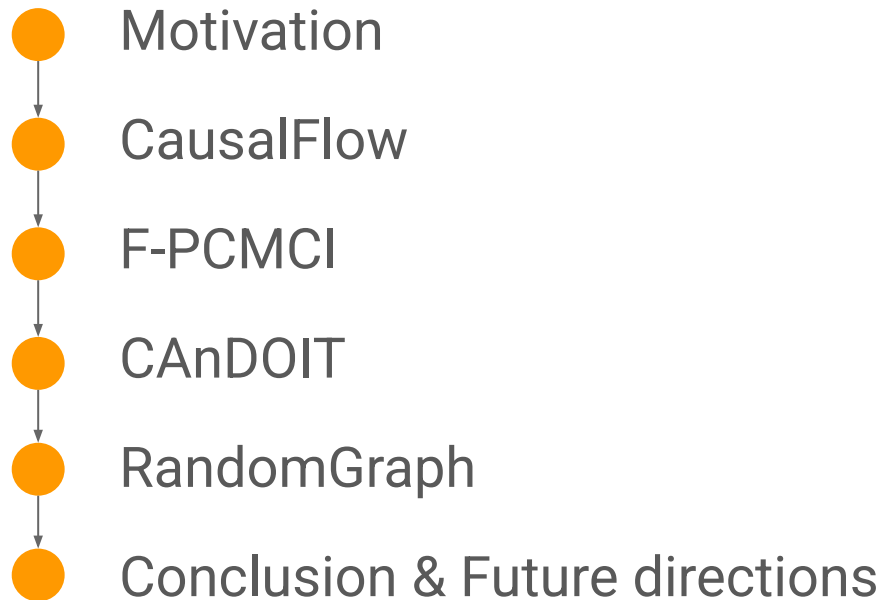 Motivation
CausalFlow
F-PCMCI
CAnDOIT
RandomGraph
Conclusion & Future directions